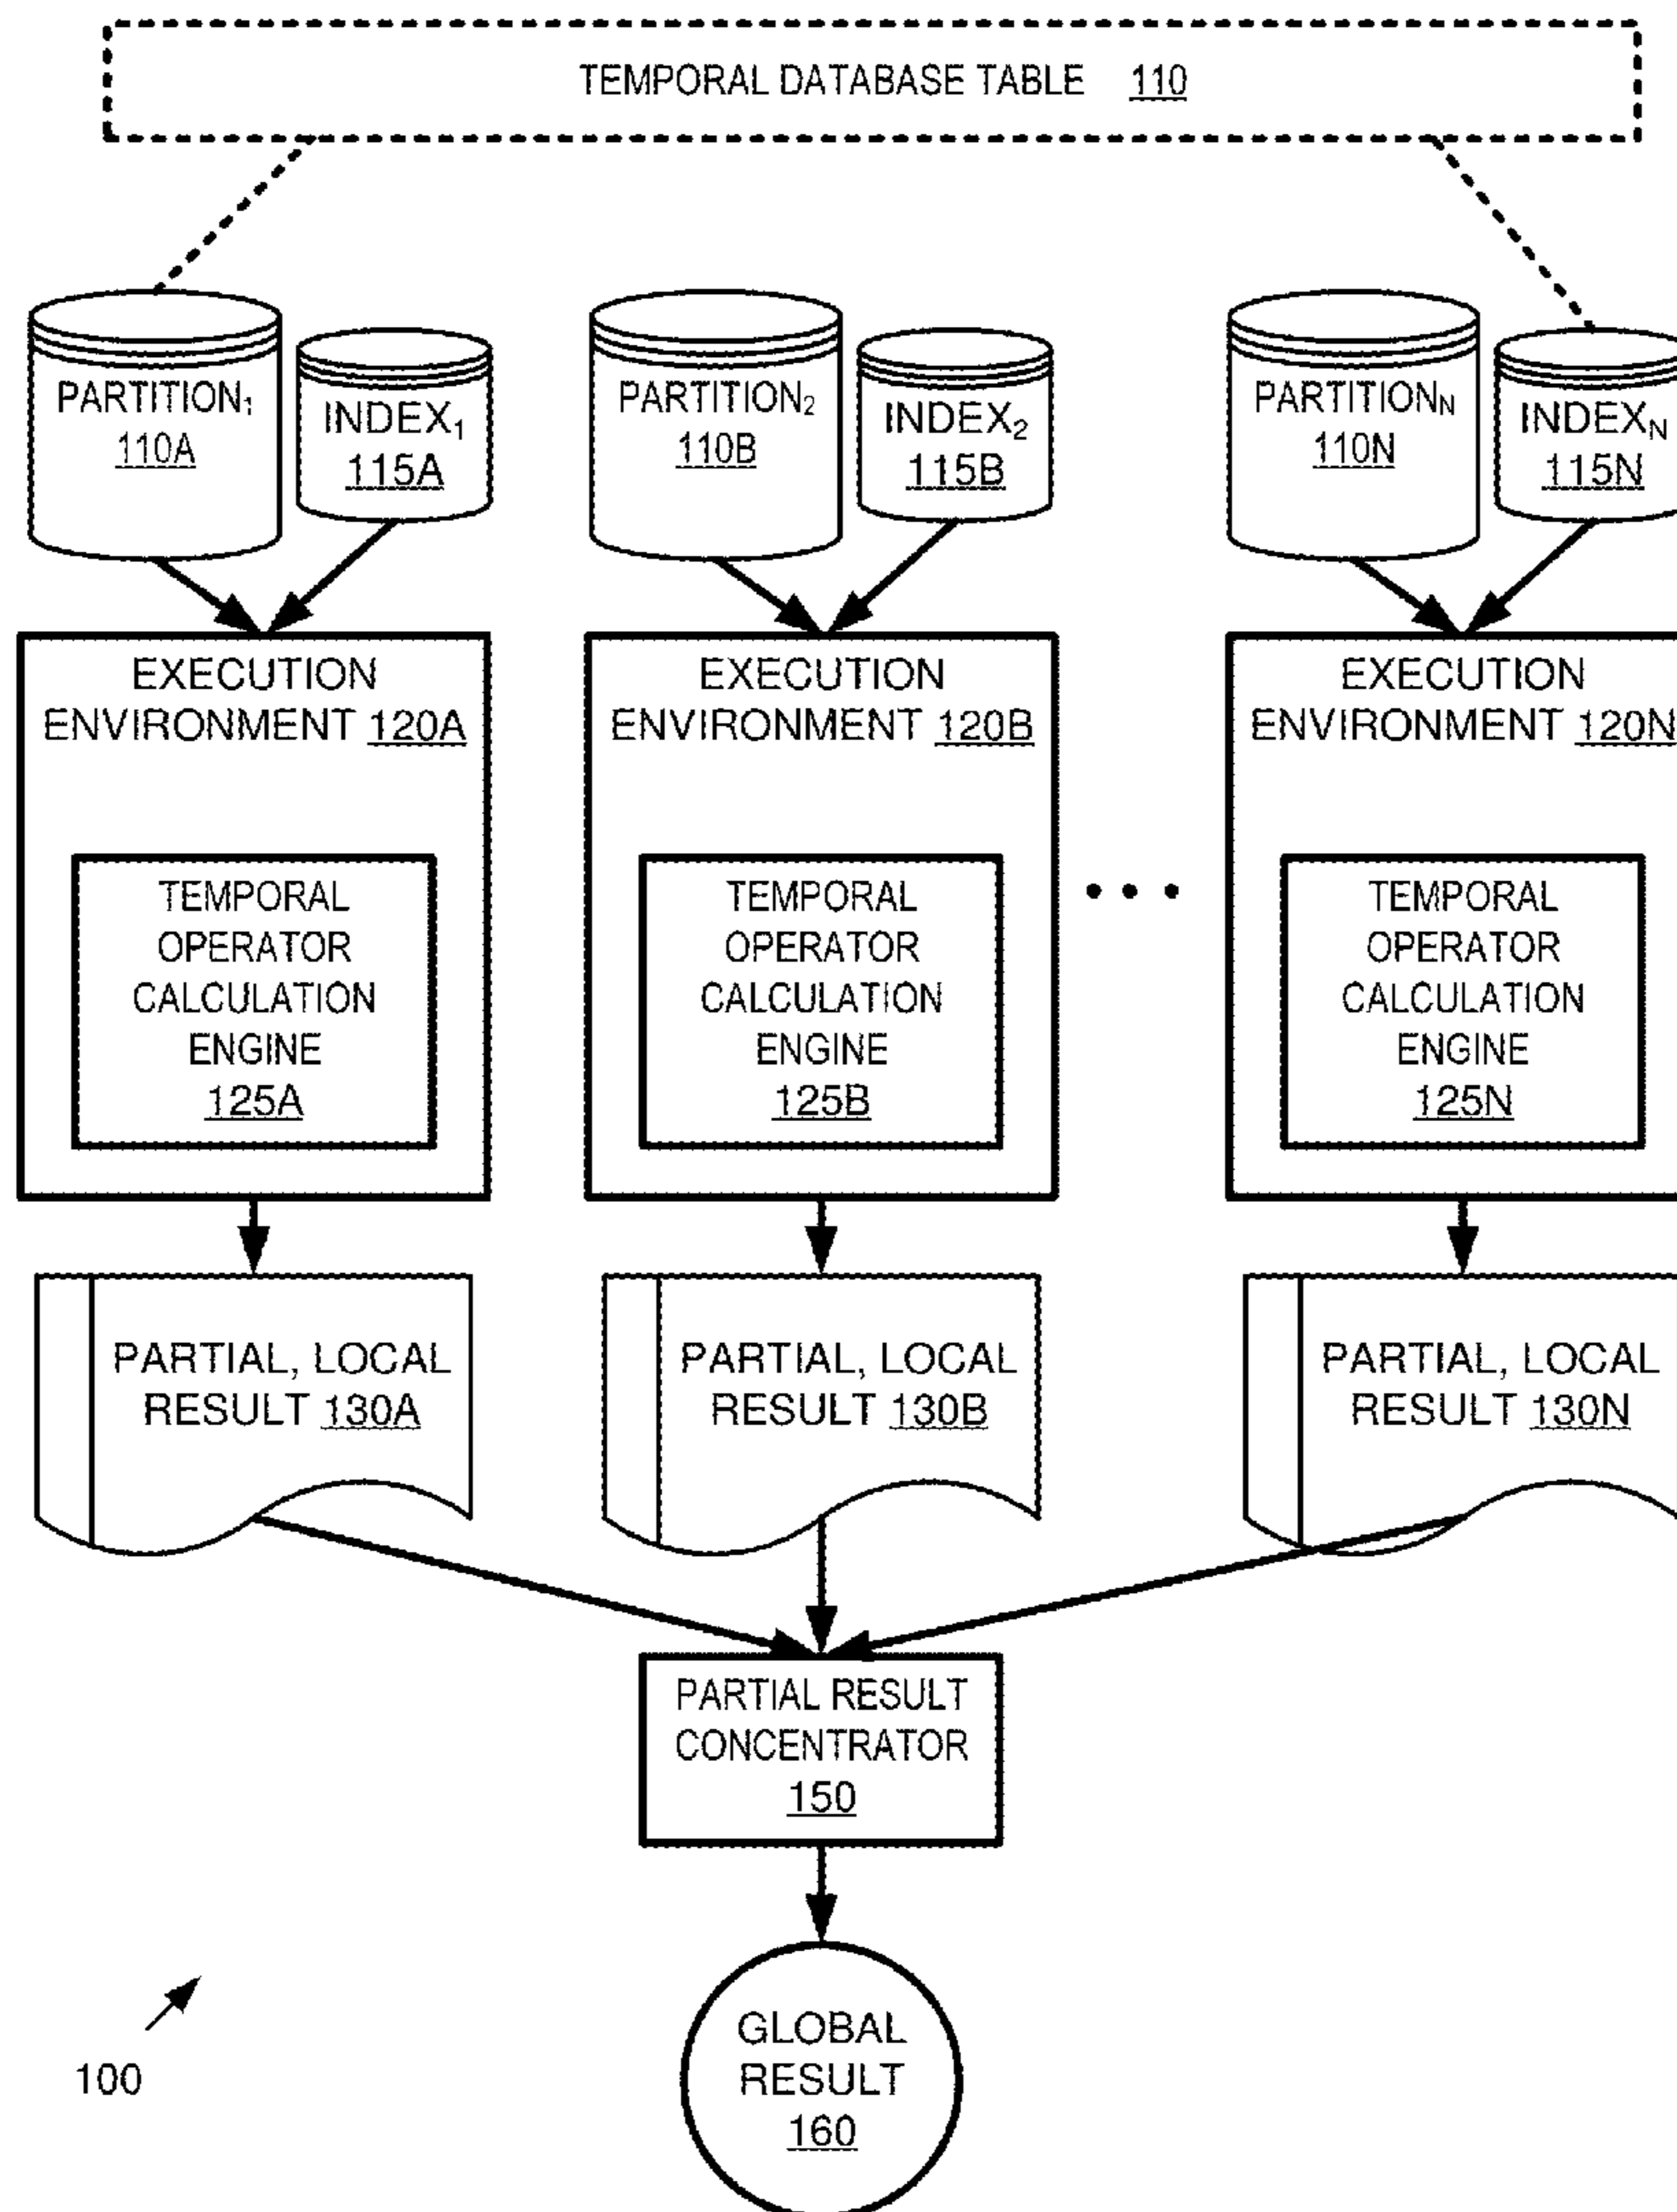 TEMPORAL DATABASE TABLE 110
PARTITION₁
110A
INDEX₁
115A
PARTITION₂
110B
INDEX₂
115B
PARTITIONN
110N
INDEXN
115N
EXECUTION
ENVIRONMENT 120A
TEMPORAL
OPERATOR
CALCULATION
ENGINE
125A
EXECUTION
ENVIRONMENT 120B
TEMPORAL
OPERATOR
CALCULATION
ENGINE
125B
• • •
EXECUTION
ENVIRONMENT 120N
TEMPORAL
OPERATOR
CALCULATION
ENGINE
125N
PARTIAL, LOCAL
RESULT 130A
PARTIAL, LOCAL
RESULT 130B
PARTIAL, LOCAL
RESULT 130N
PARTIAL RESULT
CONCENTRATOR
150
GLOBAL
RESULT
160
100